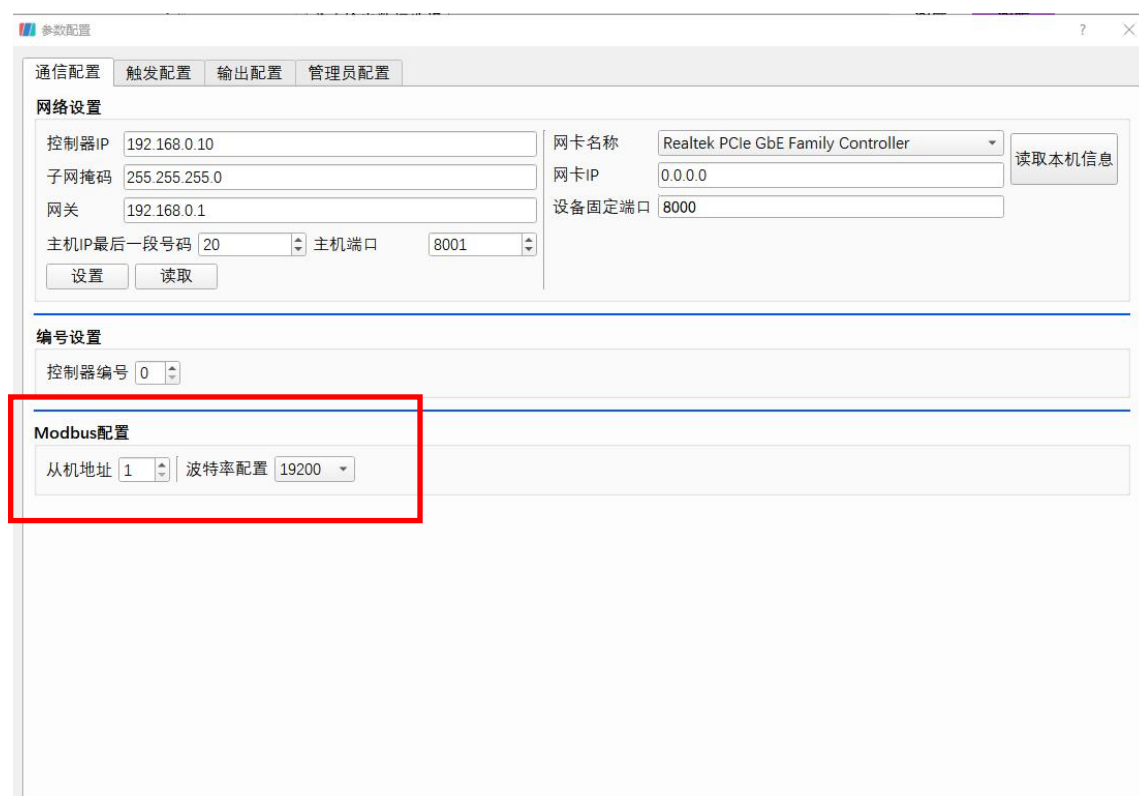 参数配置
通信配置 触发配置 输出配置 管理员配置
网络设置
控制器IP 192.168.0.10 网卡名称 Realtek PCIe GbE Family Controller 读取本机信息
子网掩码 255.255.255.0 网卡IP 0.0.0.0
网关 192.168.0.1 设备固定端口 8000
主机IP最后一段号码 20 主机端口 8001
设置 读取
编号设置
控制器编号 0
Modbus配置
从机地址 1 波特率配置 19200